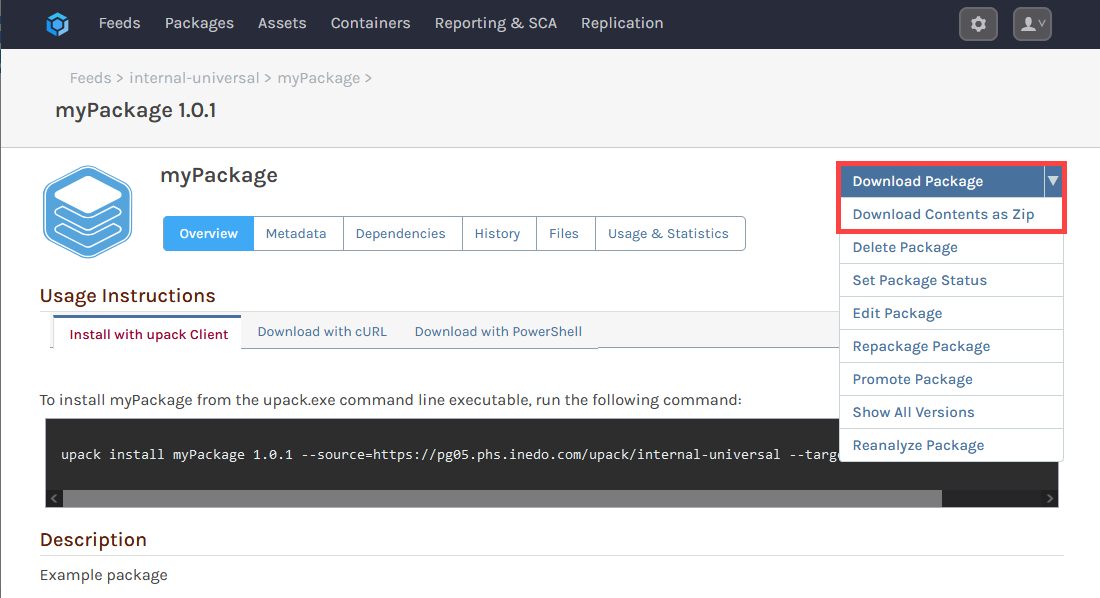 Feeds Packages Assets Containers Reporting & SCA Replication
Feeds > internal-universal > myPackage >
myPackage 1.0.1
myPackage
Overview Metadata Dependencies History Files Usage & Statistics
Download Package
Download Contents as Zip
Delete Package
Set Package Status
Edit Package
Repackage Package
Promote Package
Show All Versions
Reanalyze Package
Usage Instructions
Install with upack Client Download with cURL Download with PowerShell
To install myPackage from the upack.exe command line executable, run the following command:
upack install myPackage 1.0.1 --source=https://pg05.phs.inedo.com/upack/internal-universal --targ
Description
Example package